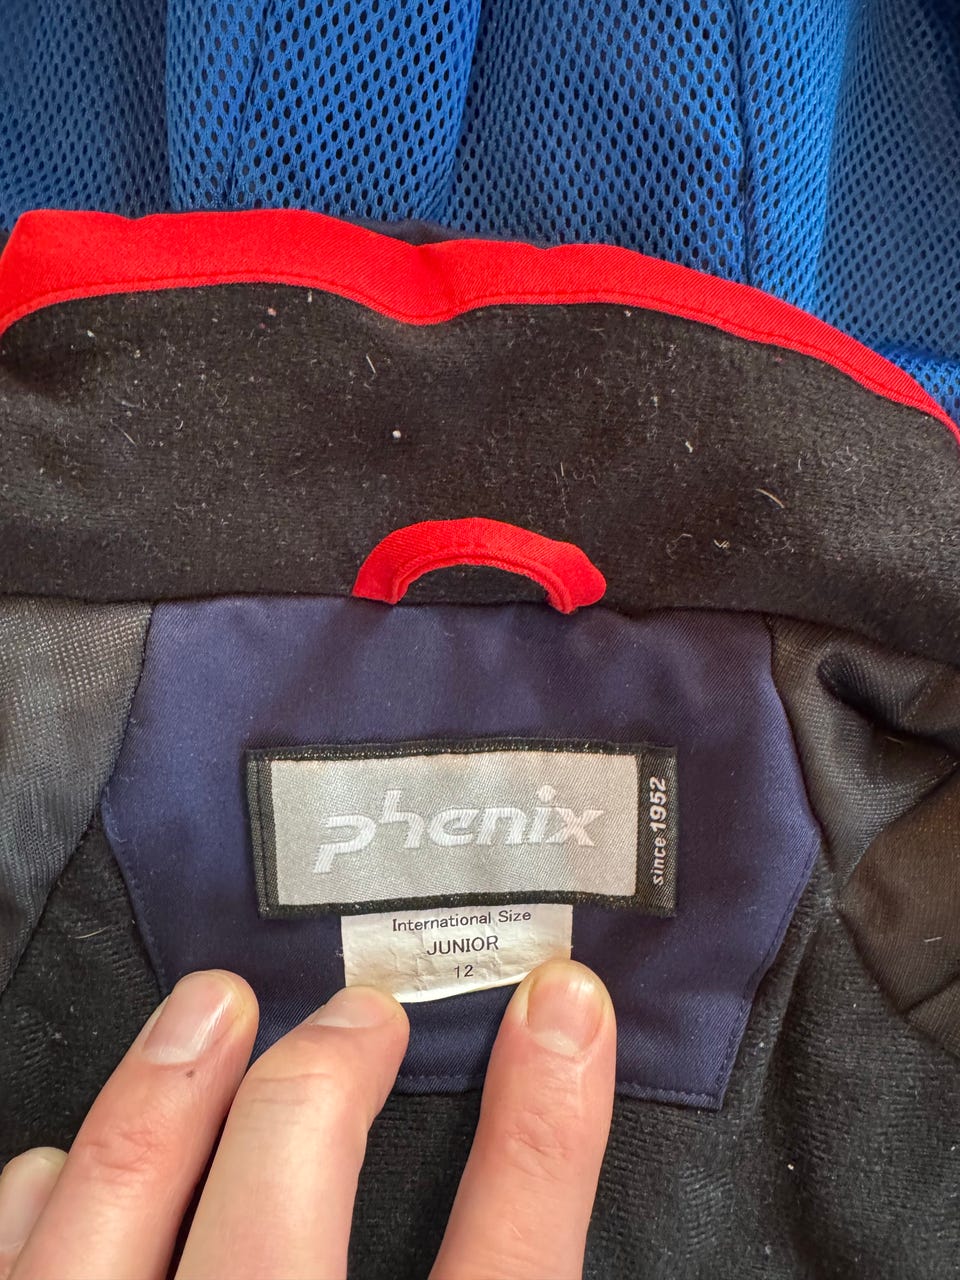 phenix
since 1952
International Size
JUNIOR
12